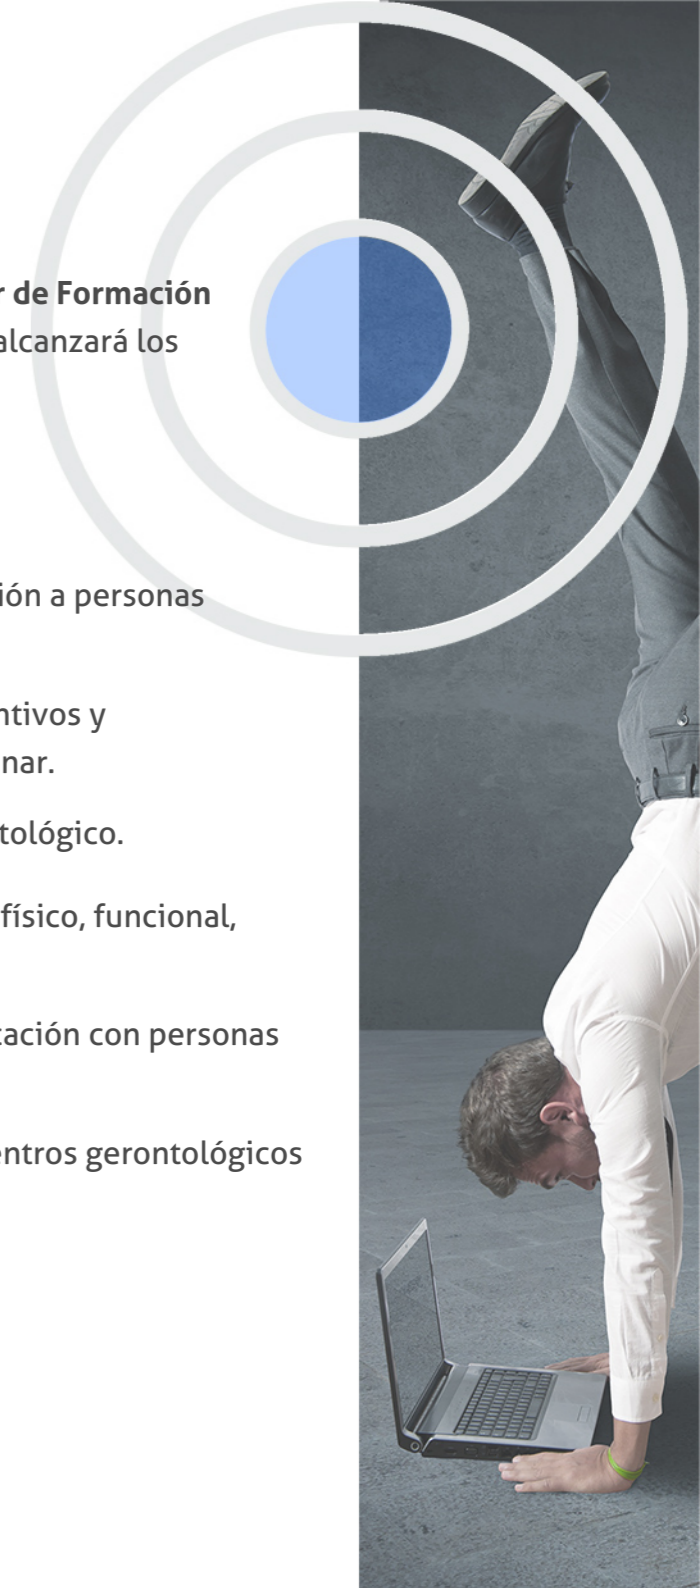 r de Formación
alcanzará los
ión a personas
ntivos y
nar.
tológico.
físico, funcional,
tación con personas
entros gerontológicos